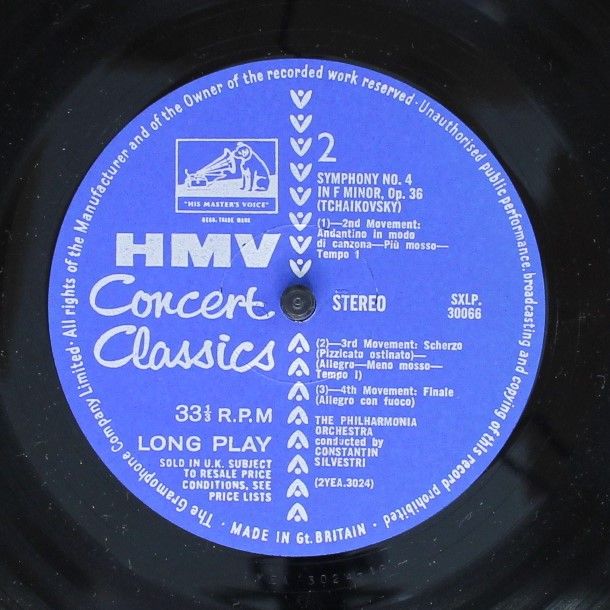 The Gramophone Company Limited · All rights of the Manufacturer and of the Owner of the recorded work reserved · Unauthorised public performance, broadcasting and copying of this record prohibited ·
"HIS MASTER'S VOICE"
REGD. TRADE MARK
HMV
Concert
Classics
33⅓ R.P.M
LONG PLAY
SOLD IN U.K. SUBJECT
TO RESALE PRICE
CONDITIONS, SEE
PRICE LISTS
2
SYMPHONY NO. 4
IN F MINOR, Op. 36
(TCHAIKOVSKY)
(1)—2nd Movement:
Andantino in modo
di canzona—Più mosso—
Tempo 1
STEREO
SXLP.
30066
(2)—3rd Movement: Scherzo
(Pizzicato ostinato)—
(Allegro—Meno mosso—
Tempo I)
(3)—4th Movement: Finale
(Allegro con fuoco)
THE PHILHARMONIA
ORCHESTRA
conducted by
CONSTANTIN
SILVESTRI
(2YEA.3024)
MADE IN Gt. BRITAIN